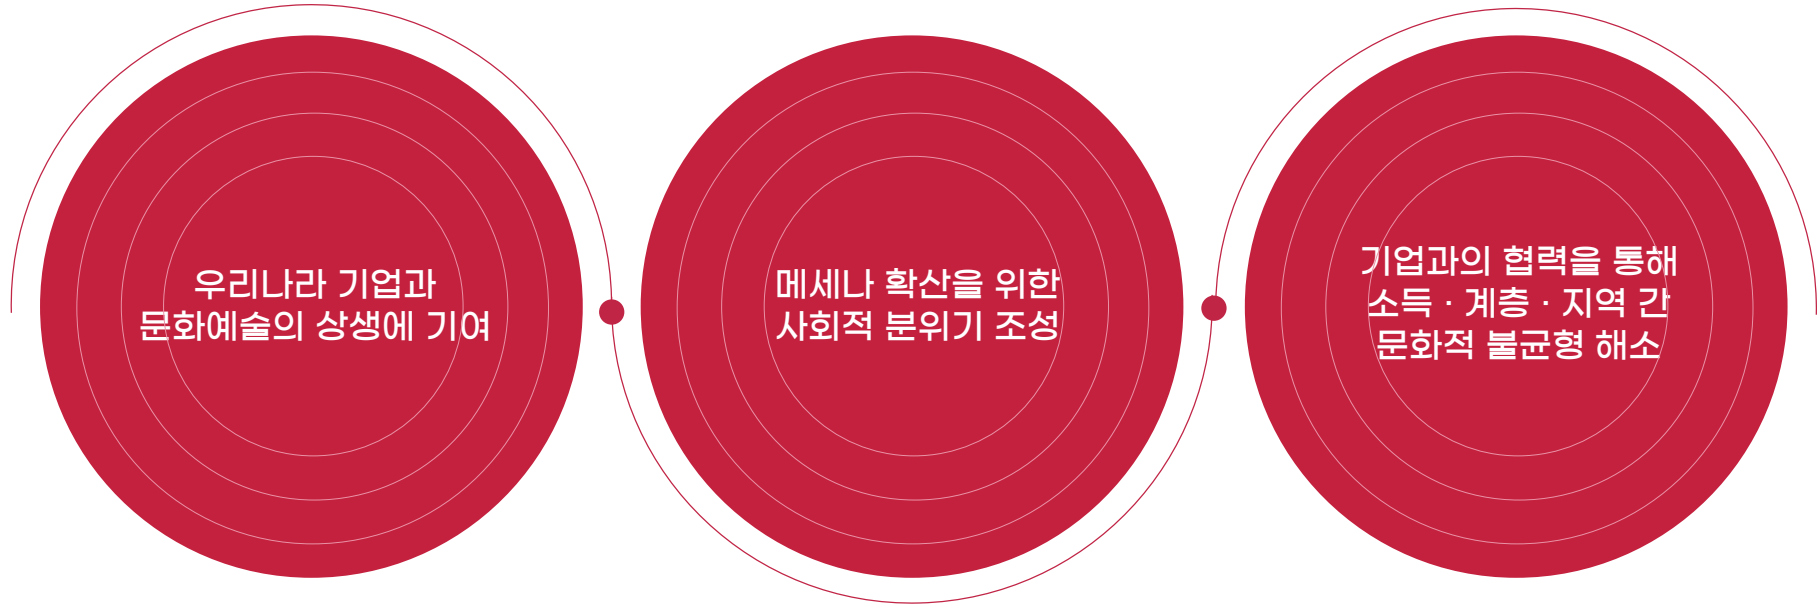 우리나라 기업과
문화예술의 상생에 기여
메세나 확산을 위한
사회적 분위기 조성
기업과의 협력을 통해
소득 · 계층 · 지역 간
문화적 불균형 해소